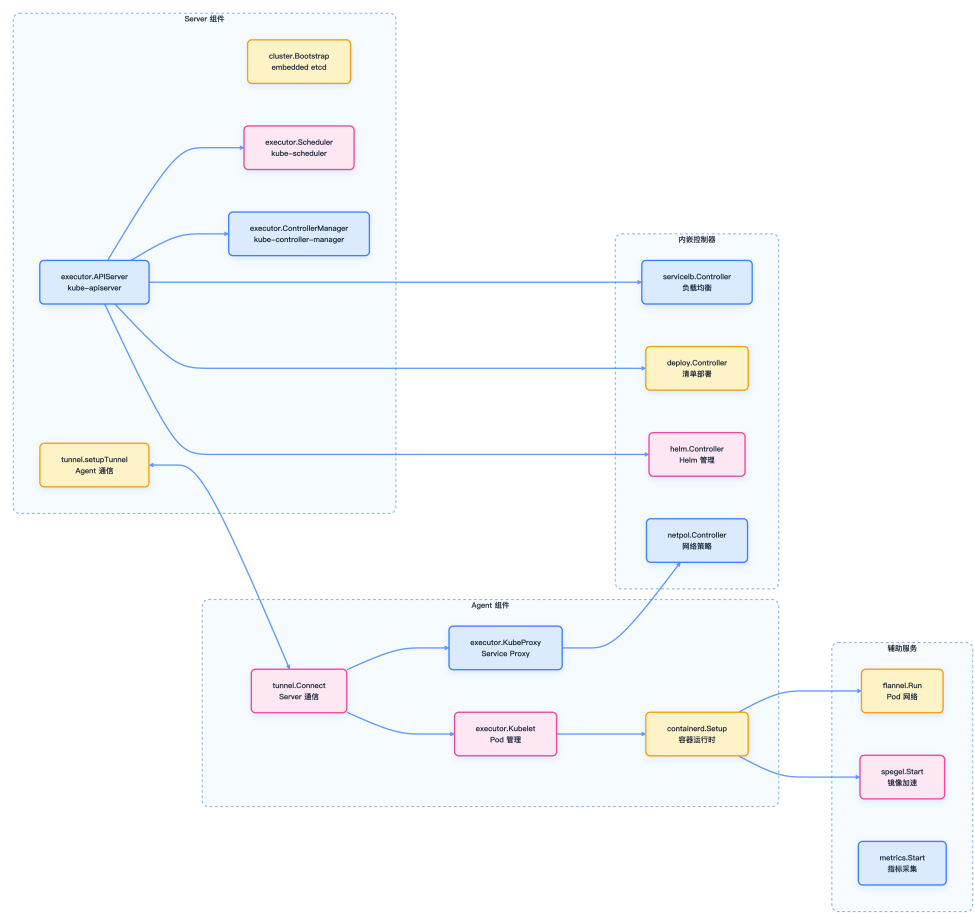 Server 组件
cluster.Bootstrap
embedded etcd
executor.Scheduler
kube-scheduler
executor.ControllerManager
kube-controller-manager
executor.APIServer
kube-apiserver
tunnel.setupTunnel
Agent 通信
内嵌控制器
servicelb.Controller
负载均衡
deploy.Controller
清单部署
helm.Controller
Helm 管理
netpol.Controller
网络策略
Agent 组件
executor.KubeProxy
Service Proxy
tunnel.Connect
Server 通信
executor.Kubelet
Pod 管理
containerd.Setup
容器运行时
辅助服务
flannel.Run
Pod 网络
spegel.Start
镜像加速
metrics.Start
指标采集